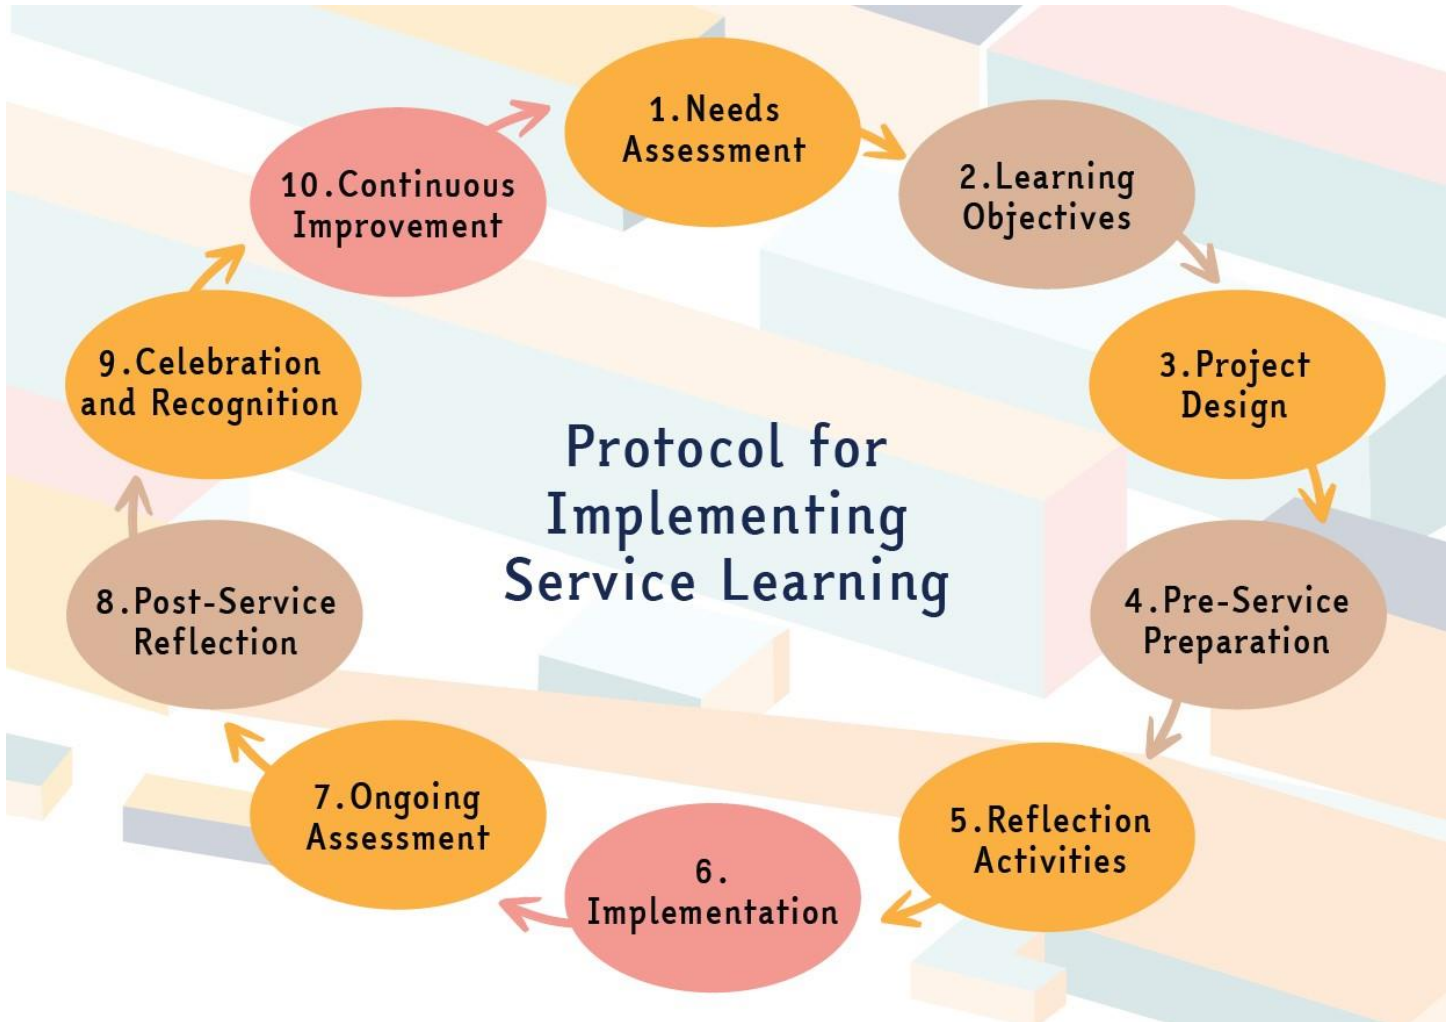 1.Needs
Assessment
2.Learning
Objectives
3.Project
Design
4.Pre-Service
Preparation
5.Reflection
Activities
6.
Implementation
7.Ongoing
Assessment
8.Post-Service
Reflection
9.Celebration
and Recognition
10.Continuous
Improvement
Protocol for
Implementing
Service Learning